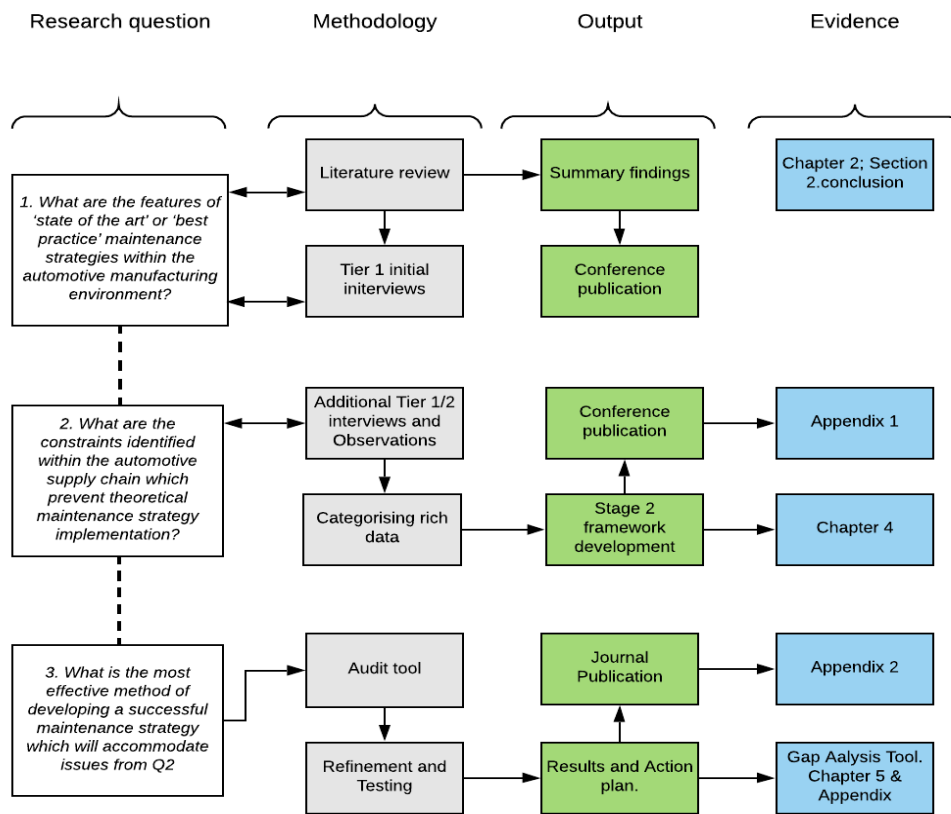 Research question
Methodology
Output
Evidence
Literature review
Summary findings
Chapter 2; Section
2.conclusion
1. What are the features of
‘state of the art’ or ‘best
practice’ maintenance
strategies within the
automotive manufacturing
environment?
Tier 1 initial
initerviews
Conference
publication
2. What are the
constraints identified
within the automotive
supply chain which
prevent theoretical
maintenance strategy
implementation?
Additional Tier 1/2
interviews and
Observations
Conference
publication
Appendix 1
Categorising rich
data
Stage 2
framework
development
Chapter 4
3. What is the most
effective method of
developing a successful
maintenance strategy
which will accommodate
issues from Q2
Audit tool
Journal
Publication
Appendix 2
Refinement and
Testing
Results and Action
plan.
Gap Aalysis Tool.
Chapter 5 &
Appendix